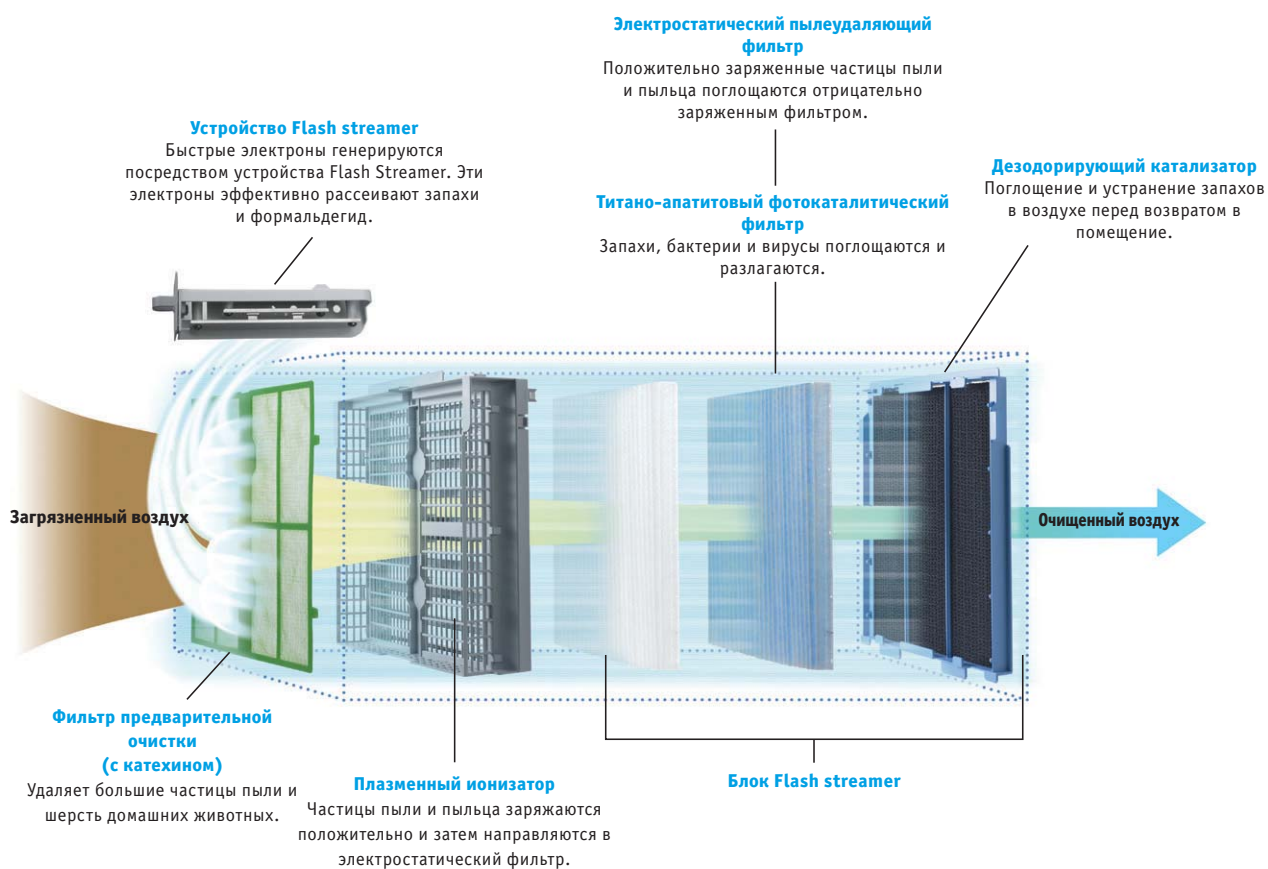 Электростатический пылеудаляющий
фильтр
Положительно заряженные частицы пыли
и пыльца поглощаются отрицательно
заряженным фильтром.
Устройство Flash streamer
Быстрые электроны генерируются
посредством устройства Flash Streamer. Эти
электроны эффективно рассеивают запахи
и формальдегид.
Дезодорирующий катализатор
Поглощение и устранение запахов
в воздухе перед возвратом в
помещение.
Титано-апатитовый фотокаталитический
фильтр
Запахи, бактерии и вирусы поглощаются и
разлагаются.
Загрязненный воздух
Очищенный воздух
Фильтр предварительной
очистки
(с катехином)
Удаляет большие частицы пыли и
шерсть домашних животных.
Плазменный ионизатор
Частицы пыли и пыльца заряжаются
положительно и затем направляются в
электростатический фильтр.
Блок Flash streamer